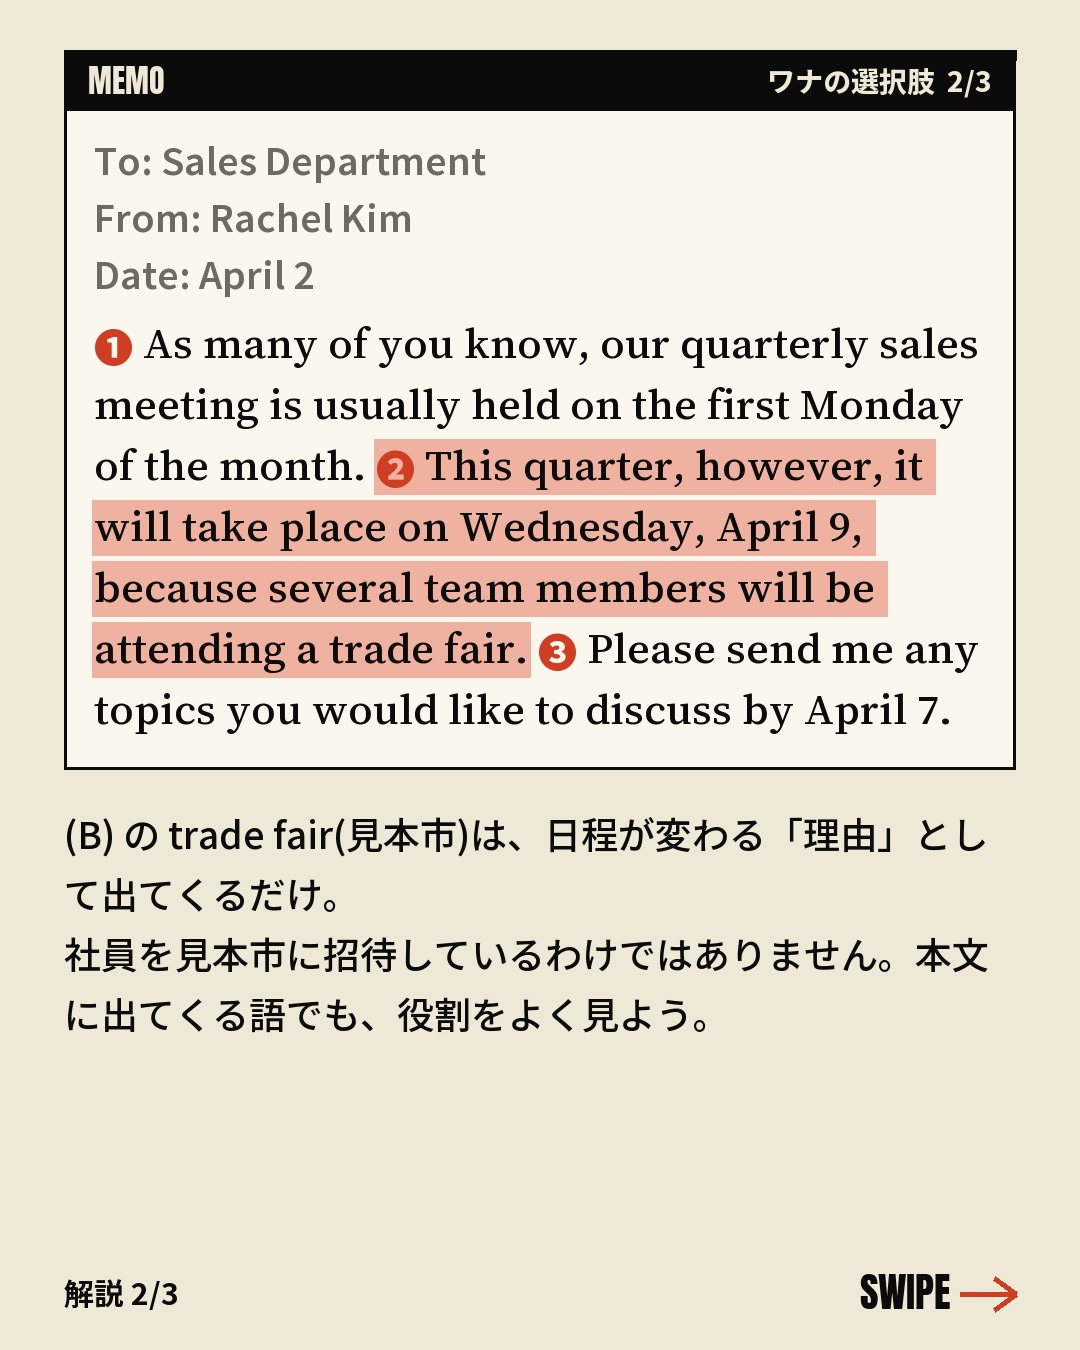 MEMO
ワナの選択肢 2/3
To: Sales Department
From: Rachel Kim
Date: April 2
❶ As many of you know, our quarterly sales
meeting is usually held on the first Monday
of the month. ❷ This quarter, however, it
will take place on Wednesday, April 9,
because several team members will be
attending a trade fair. ❸ Please send me any
topics you would like to discuss by April 7.
(B) の trade fair(見本市)は、日程が変わる「理由」とし
て出てくるだけ。
社員を見本市に招待しているわけではありません。本文
に出てくる語でも、役割をよく見よう。
解説 2/3
SWIPE →